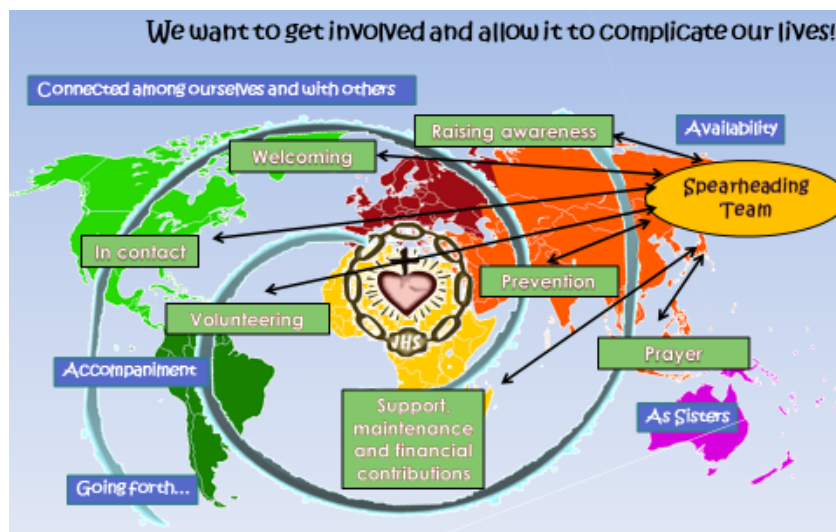 We want to get involved and allow it to complicate our lives!
Connected among ourselves and with others
Raising awareness
Availability
Welcoming
Spearheading
Team
In contact
Prevention
Volunteering
JHS
Prayer
Accompaniment
Support,
maintenance
and financial
contributions
As Sisters
Going forth...